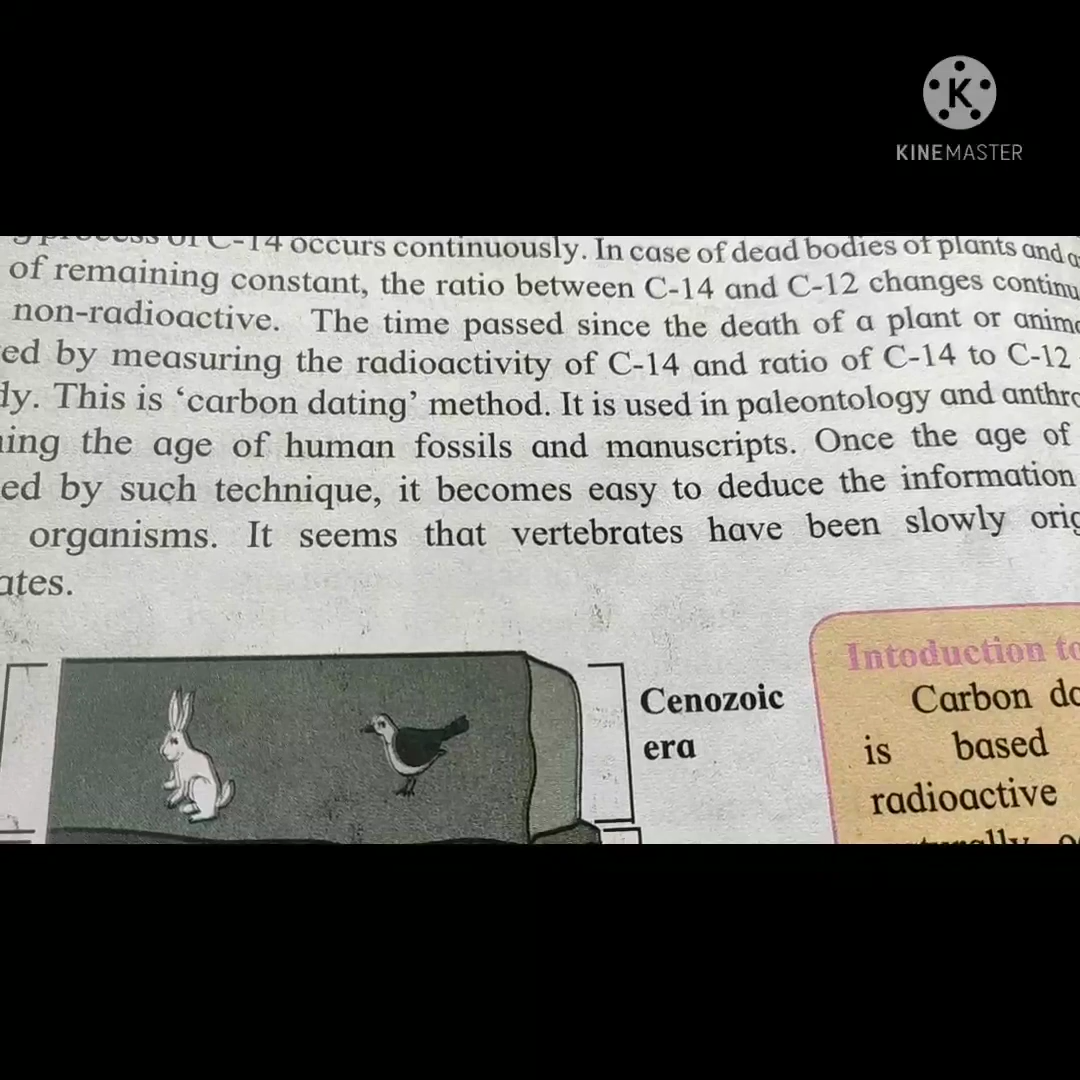 K
KINEMASTER
process of C-14 occurs continuously. In case of dead bodies of plants and
of remaining constant, the ratio between C-14 and C-12 changes continu
non-radioactive. The time passed since the death of a plant or anima
ed by measuring the radioactivity of C-14 and ratio of C-14 to C-12
dy. This is ‘carbon dating’ method. It is used in paleontology and anthro
ning the age of human fossils and manuscripts. Once the age of
ed by such technique, it becomes easy to deduce the information
organisms. It seems that vertebrates have been slowly orig
ates.
Cenozoic
era
Intoduction to
Carbon da
is based
radioactive